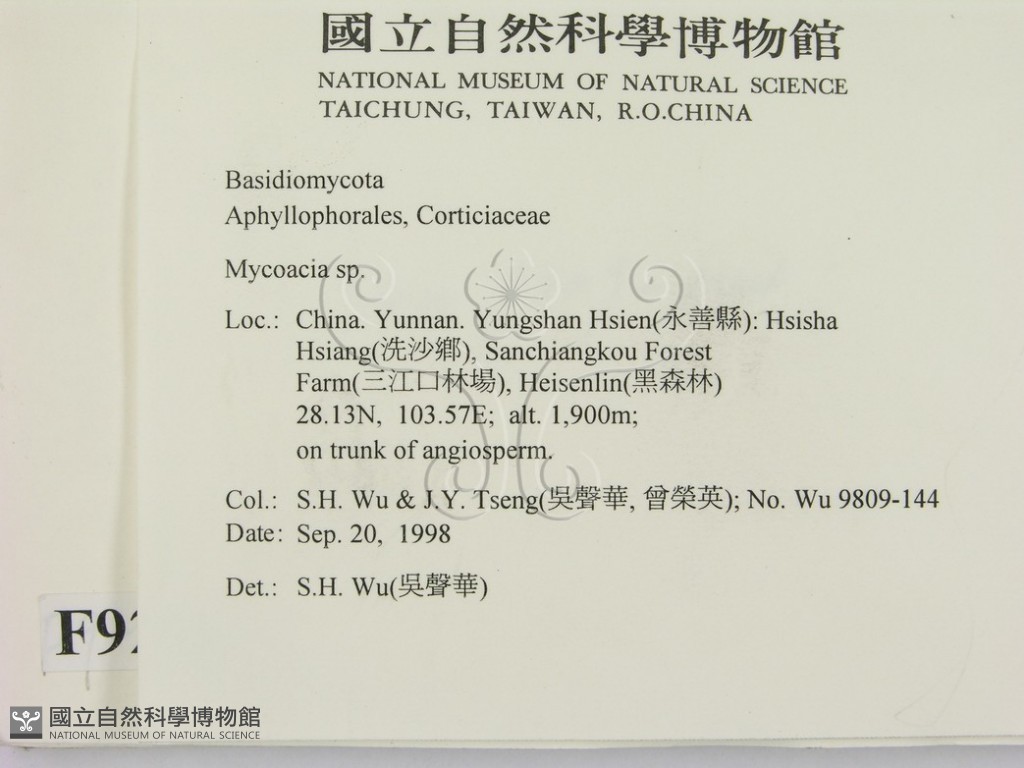 國立自然科學博物館
NATIONAL MUSEUM OF NATURAL SCIENCE
TAICHUNG, TAIWAN, R.O.CHINA
Basidiomycota
Aphyllophorales, Corticiaceae
Mycoacia sp.
Loc.: China. Yunnan. Yungshan Hsien(永善縣): Hsisha
Hsiang(洗沙鄉), Sanchiangkou Forest
Farm(三江口林場), Heisenlin(黑森林)
28.13N, 103.57E; alt. 1,900m;
on trunk of angiosperm.
Col.: S.H. Wu & J.Y. Tseng(吳聲華, 曾榮英); No. Wu 9809-144
Date: Sep. 20, 1998
Det.: S.H. Wu(吳聲華)
國立自然科學博物館
NATIONAL MUSEUM OF NATURAL SCIENCE